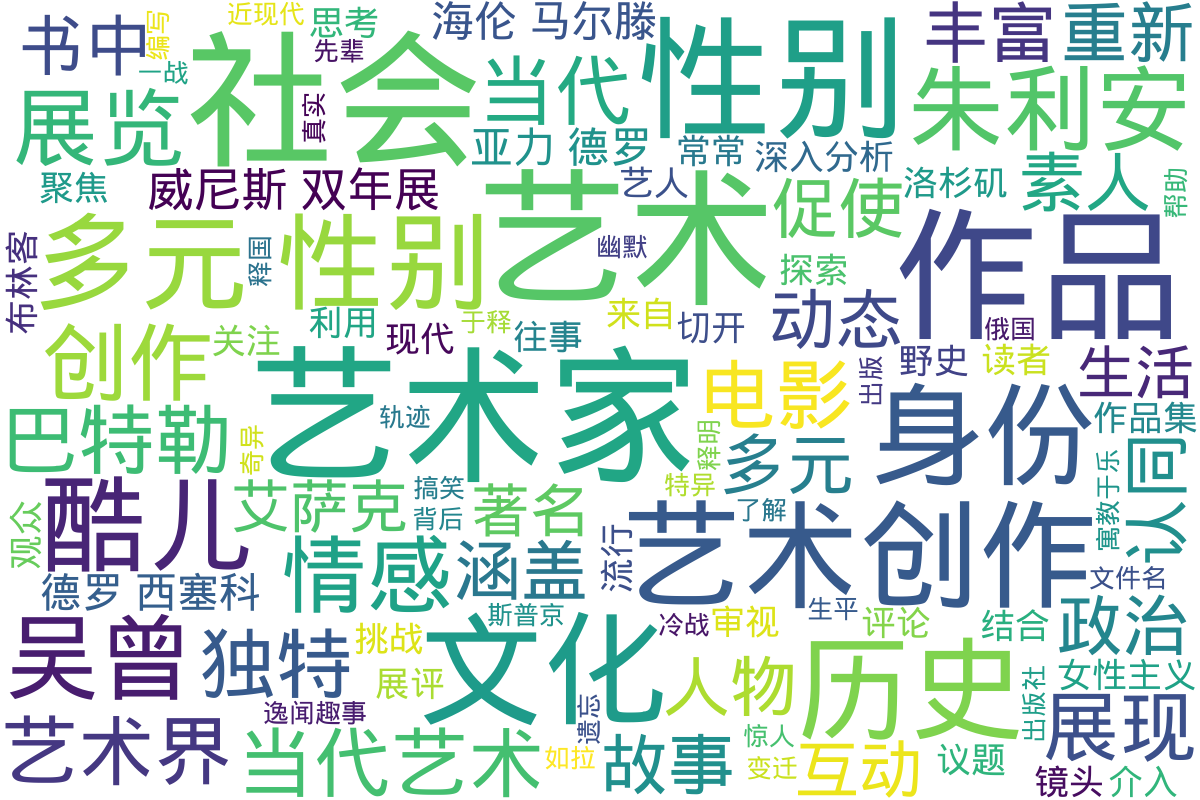 书中
近现代
编写
思考
先辈
一战
海伦 马尔滕
丰富
重新
社会
当代
性别
朱利安
展览
真实
亚力 德罗
常常
深入分析
素人
洛杉矶
帮助
聚焦
威尼斯 双年展
艺术
艺人
促使
作品
布林客
多元 性别
释国
幽默
探索
创作
关注
利用
现代
于释
往事
来自
切开
动态
俄国
艺术家
电影
出版
野史
读者
生活
巴特勒
奇异
轨迹
释明
多元
身份
作品集
认同
观众
酷儿
艾萨克
搞笑
背后
著名
特异
了解
寓教于乐
情感
涵盖
流行
艺术创作
德罗 西塞科
斯普京
生平
文件名
政治
吴曾
独特
挑战
文化
冷战
审视
评论
结合
展评
人物
历史
女性主义
出版社
逸闻趣事
遗忘
艺术界
当代艺术
如拉
故事
惊人
变迁
互动
议题
展现
镜头
介入